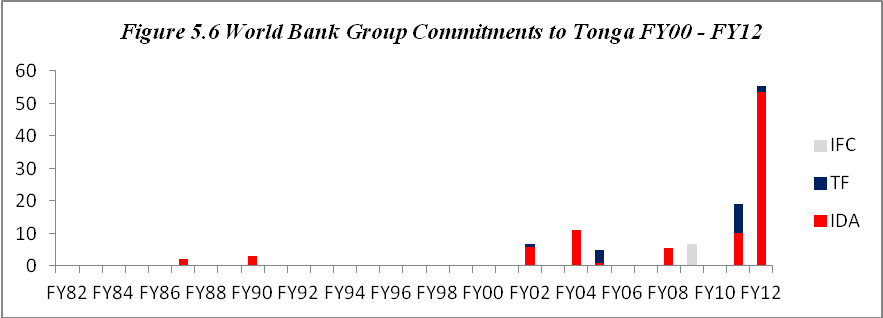 Figure 5.6 World Bank Group Commitments to Tonga FY00 - FY12
60
50
40
30
20
10
0
FY82 FY84 FY86 FY88 FY90 FY92 FY94 FY96 FY98 FY00 FY02 FY04 FY06 FY08 FY10 FY12
IFC
TF
IDA